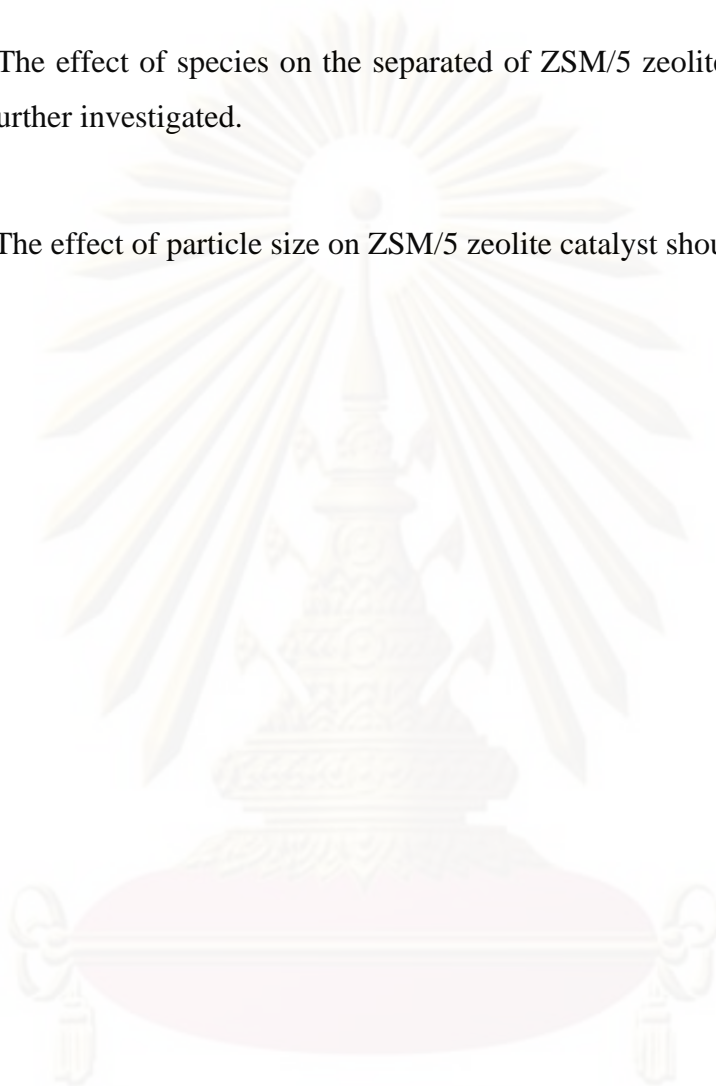 The effect of species on the separated of ZSM/5 zeolite
urther investigated.
The effect of particle size on ZSM/5 zeolite catalyst shou